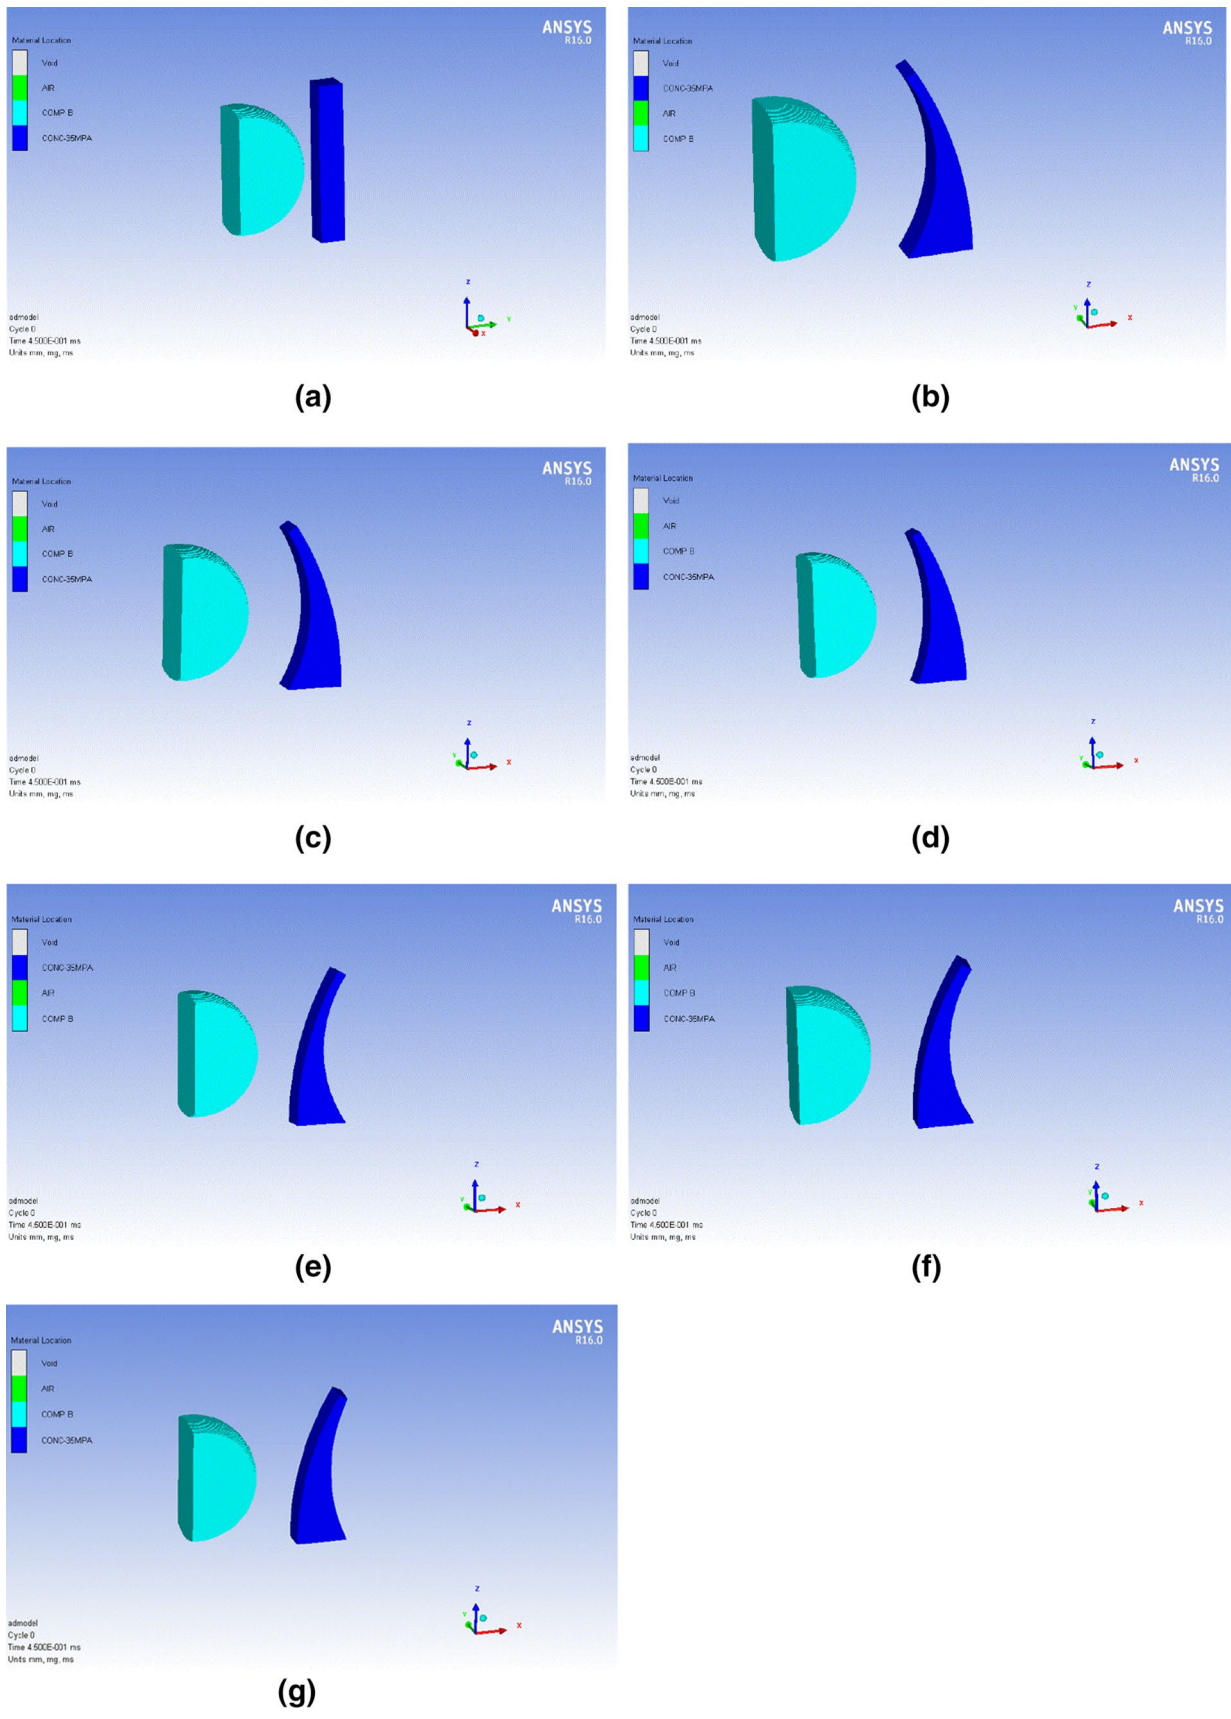 ANSYS
R16.0
Material Location
Void
AIR
COMP B
CONC-35MPA
Z
Y
X
admodel
Cycle 0
Time 4.500E-001 ms
Units mm, mg, ms
(a)
ANSYS
R16.0
Material Location
Void
CONC-35MPA
AIR
COMP B
Z
Y
X
admodel
Cycle 0
Time 4.500E-001 ms
Units mm, mg, ms
(b)
ANSYS
R16.0
Material Location
Void
AIR
COMP B
CONC-35MPA
Z
Y
X
admodel
Cycle 0
Time 4.500E-001 ms
Units mm, mg, ms
(c)
ANSYS
R16.0
Material Location
Void
AIR
COMP B
CONC-35MPA
Z
Y
X
admodel
Cycle 0
Time 4.500E-001 ms
Units mm, mg, ms
(d)
ANSYS
R16.0
Material Location
Void
CONC-35MPA
AIR
COMP B
Z
Y
X
admodel
Cycle 0
Time 4.500E-001 ms
Units mm, mg, ms
(e)
ANSYS
R16.0
Material Location
Void
AIR
COMP B
CONC-35MPA
Z
Y
X
admodel
Cycle 0
Time 4.500E-001 ms
Units mm, mg, ms
(f)
ANSYS
R16.0
Material Location
Void
AIR
COMP B
CONC-35MPA
Z
Y
X
admodel
Cycle 0
Time 4.500E-001 ms
Units mm, mg, ms
(g)